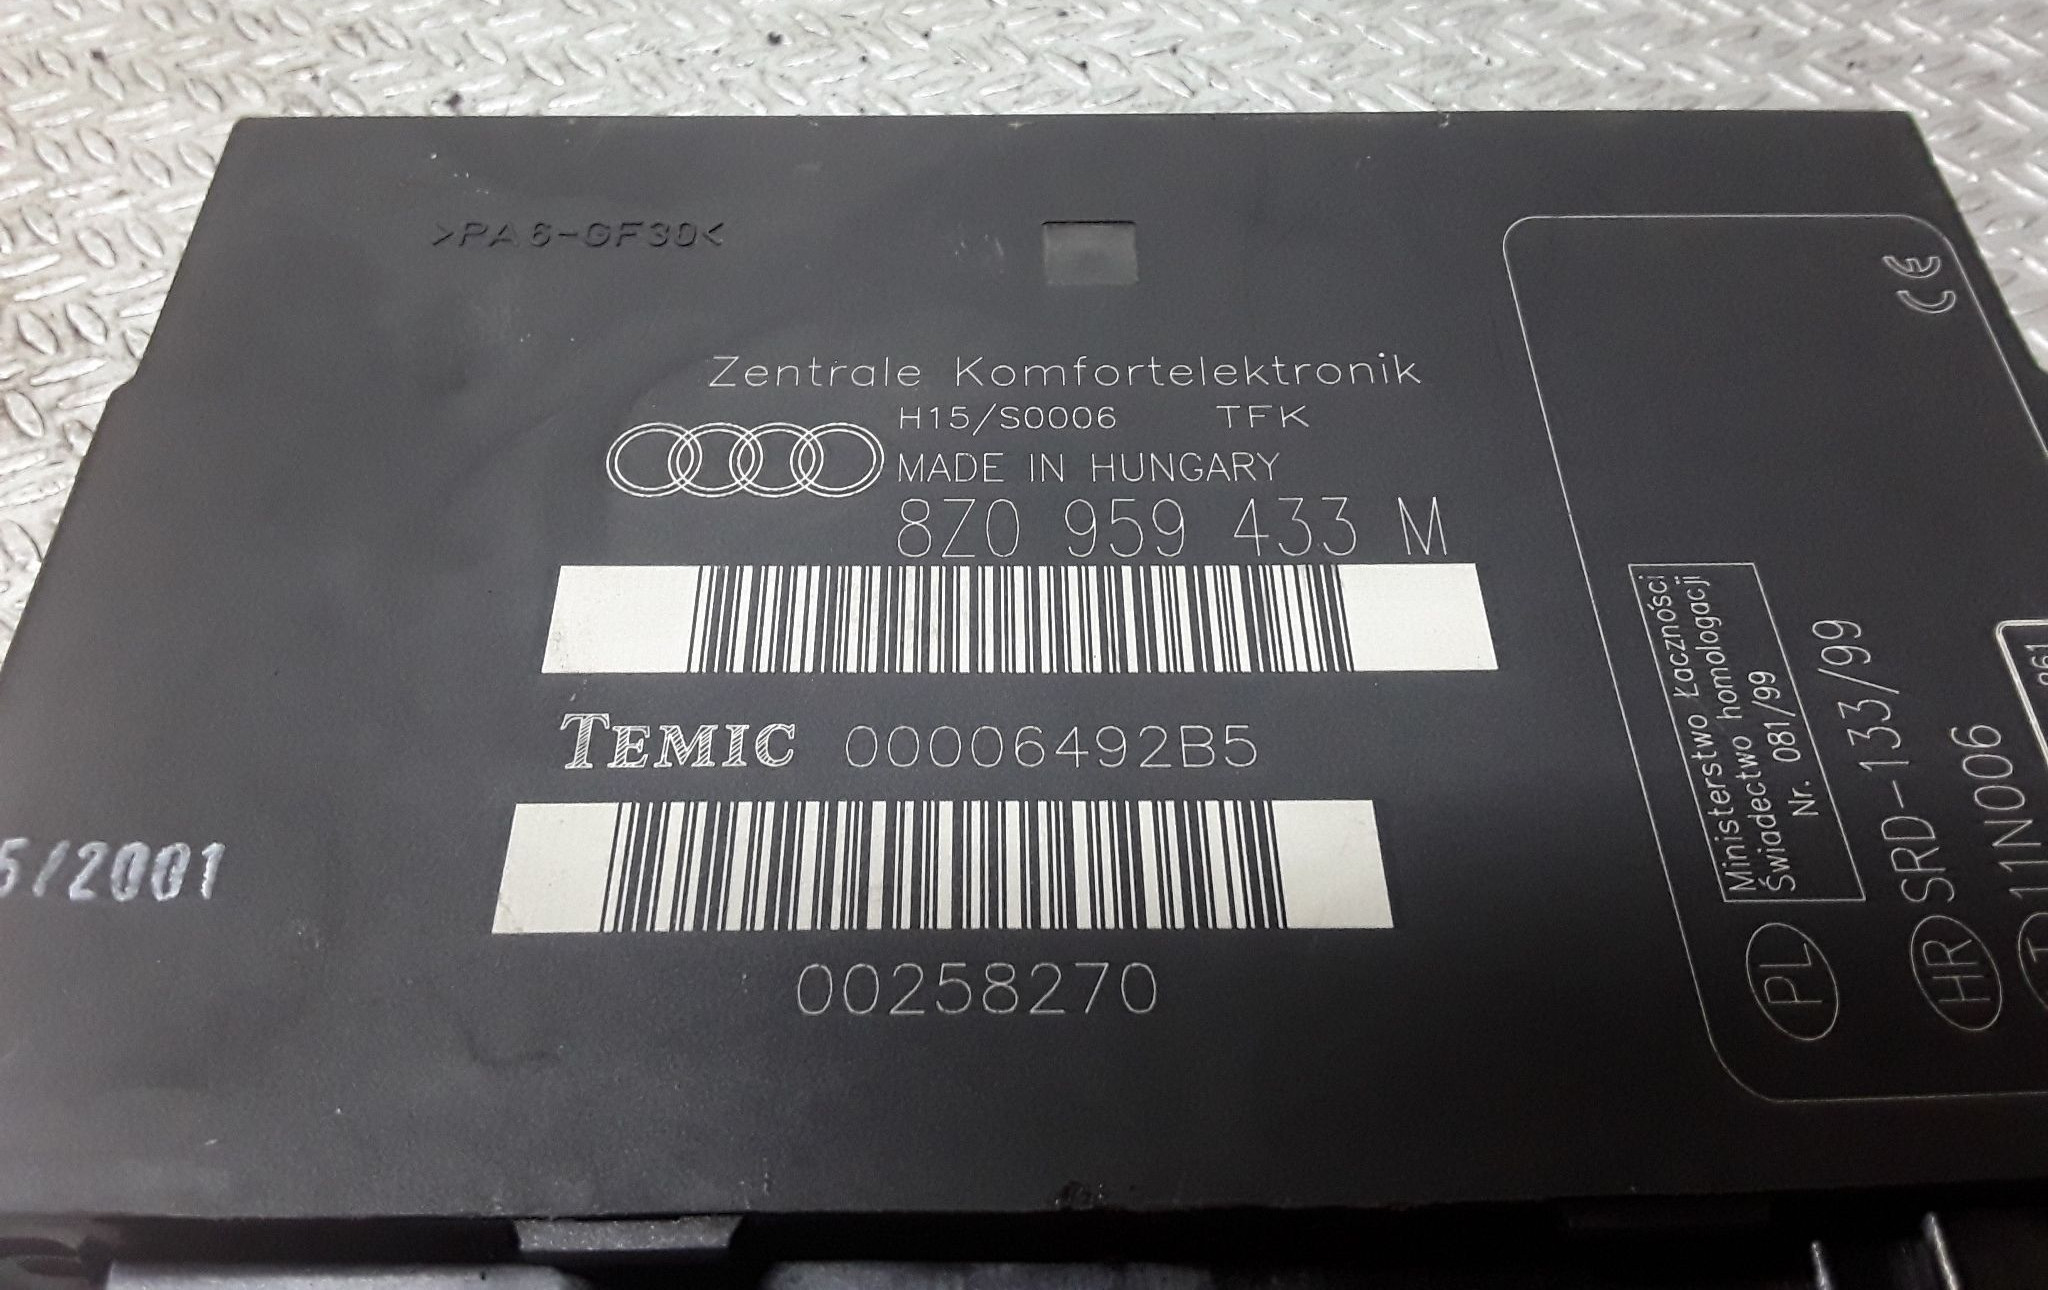 >PA6-GF30<
Zentrale Komfortelektronik
H15/S0006 TFK
MADE IN HUNGARY
8Z0 959 433 M
TEMIC 00006492B5
00258270
5/2001
CE
PL
Ministerstwo Łączności
Świadectwo homologacji
Nr. 081/99
HR SRD-133/99
11N006